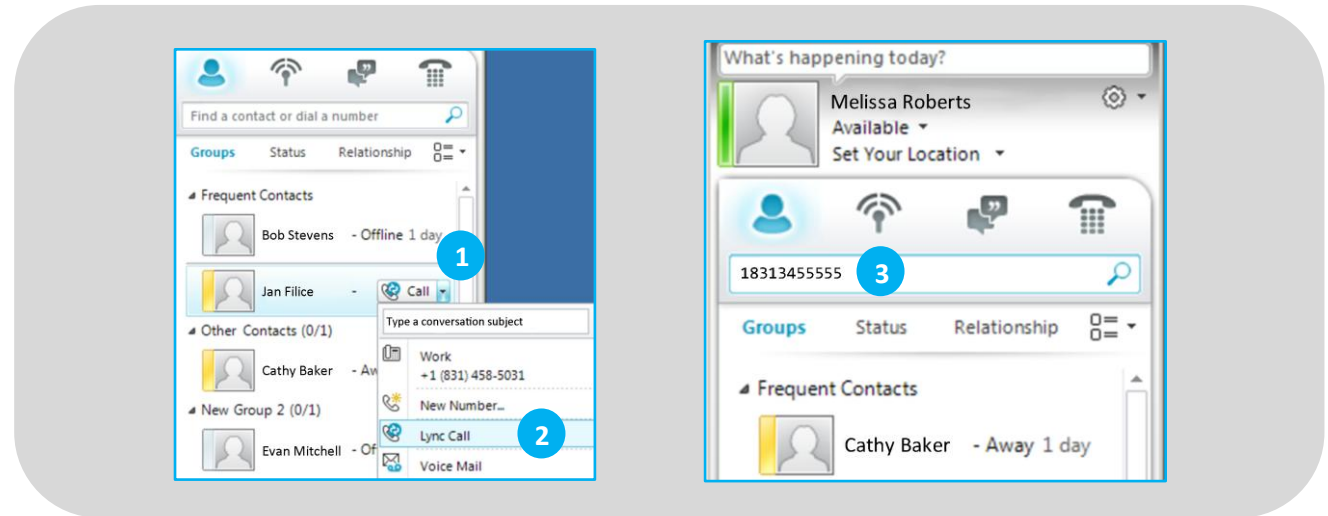 Find a contact or dial a number
Groups Status Relationship
Frequent Contacts
Bob Stevens - Offline 1 day
1
Jan Filice - Call
Type a conversation subject
Other Contacts (0/1)
Work
+1 (831) 458-5031
Cathy Baker - Aw
New Number...
New Group 2 (0/1)
Lync Call 2
Evan Mitchell - Of
Voice Mail
What's happening today?
Melissa Roberts
Available
Set Your Location
18313455555 3
Groups Status Relationship
Frequent Contacts
Cathy Baker - Away 1 day